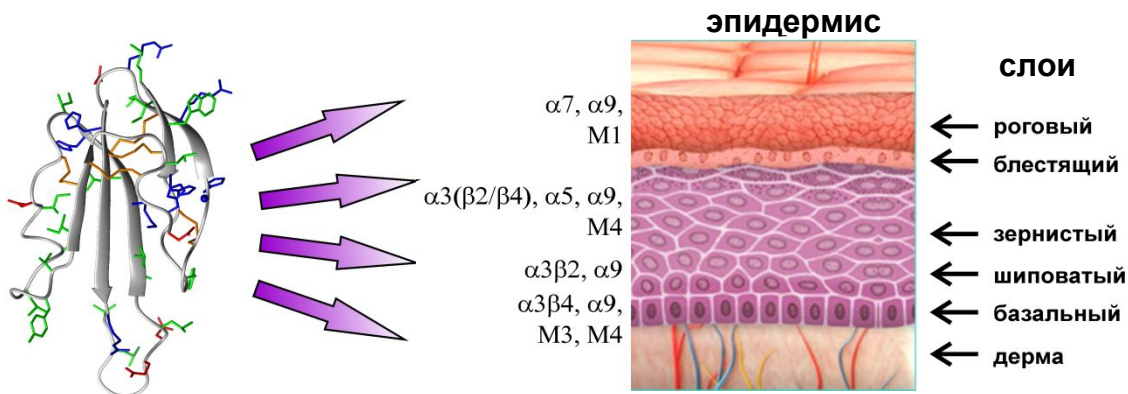 эпидермис
слои
α7, α9,
M1
α3(β2/β4), α5, α9,
M4
α3β2, α9
α3β4, α9,
M3, M4
роговый
блестящий
зернистый
шиповатый
базальный
дерма